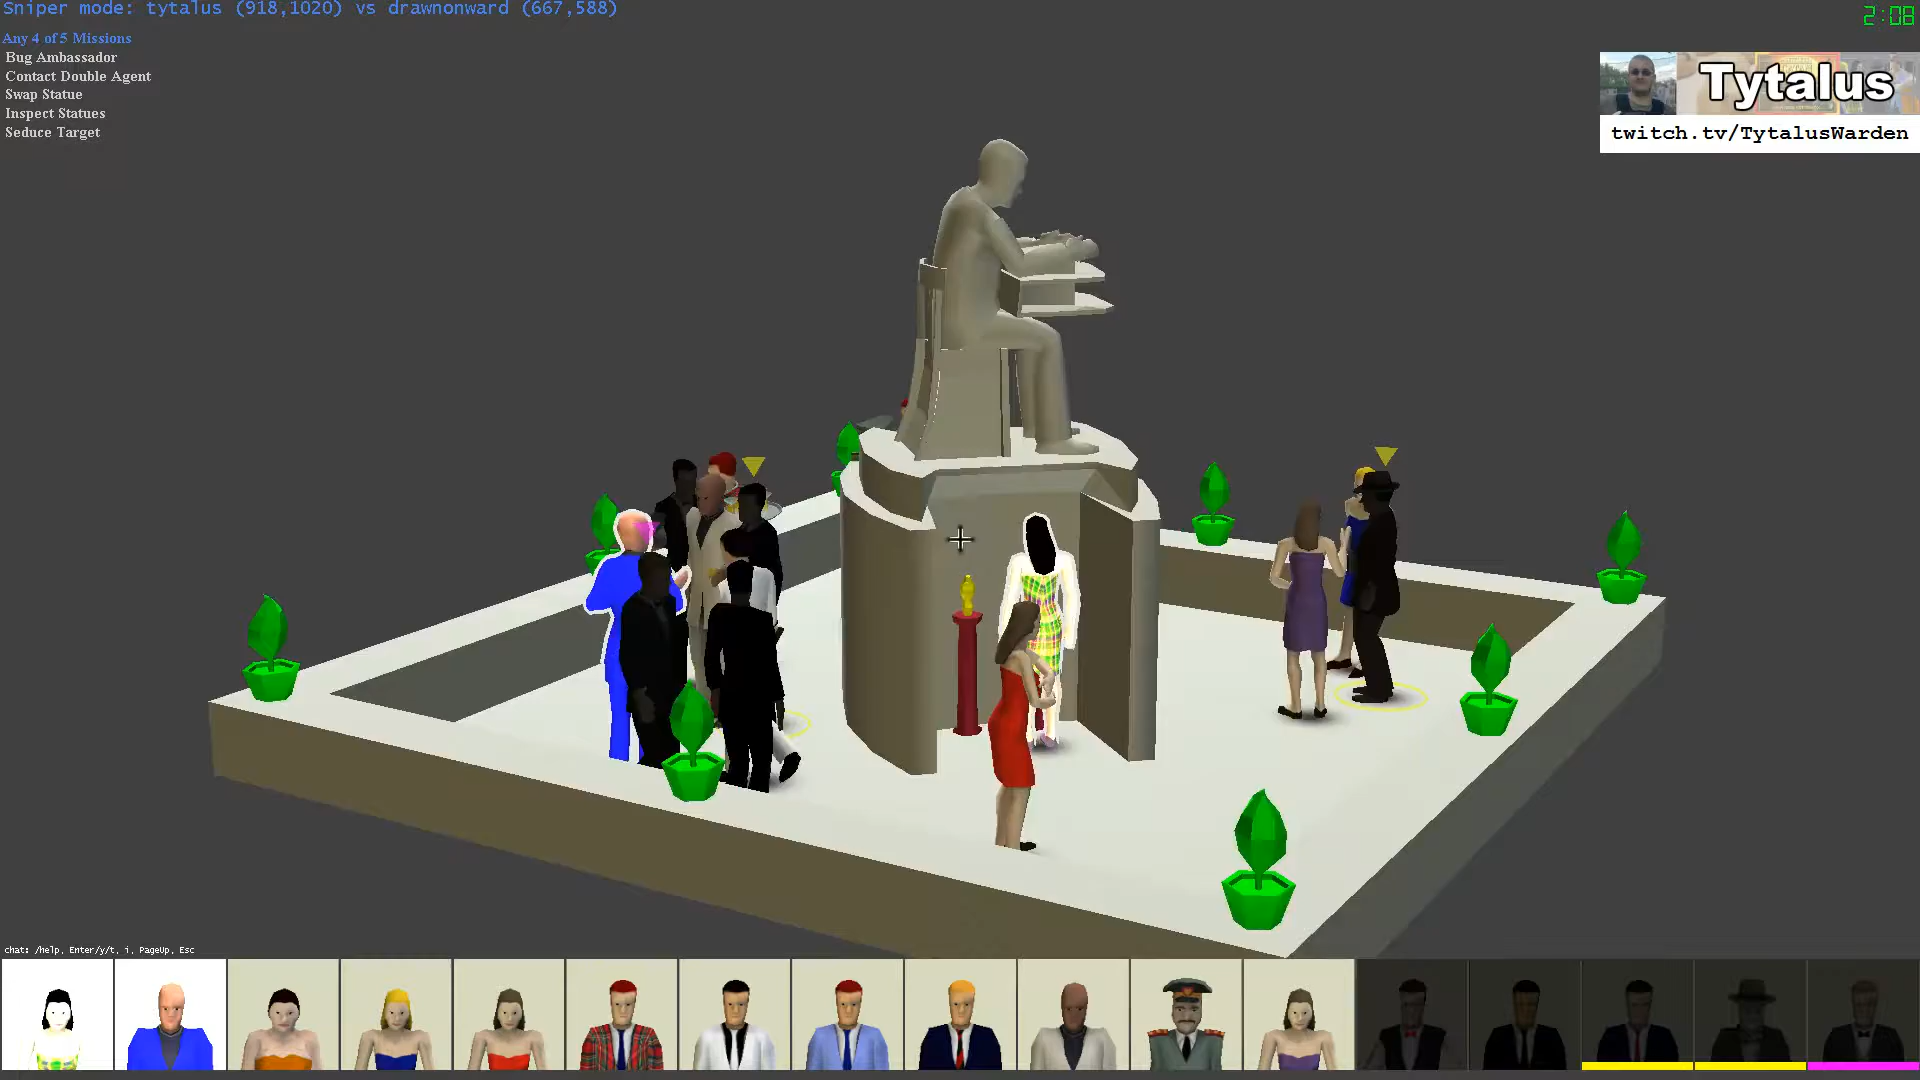 Sniper mode: tytalus (918,1020) vs drawnonward (667,588)
2:08
Any 4 of 5 Missions
Bug Ambassador
Contact Double Agent
Swap Statue
Inspect Statues
Seduce Target
Tytalus
twitch.tv/TytalusWarden
chat: /help, Enter/y/t, i, PageUp, Esc